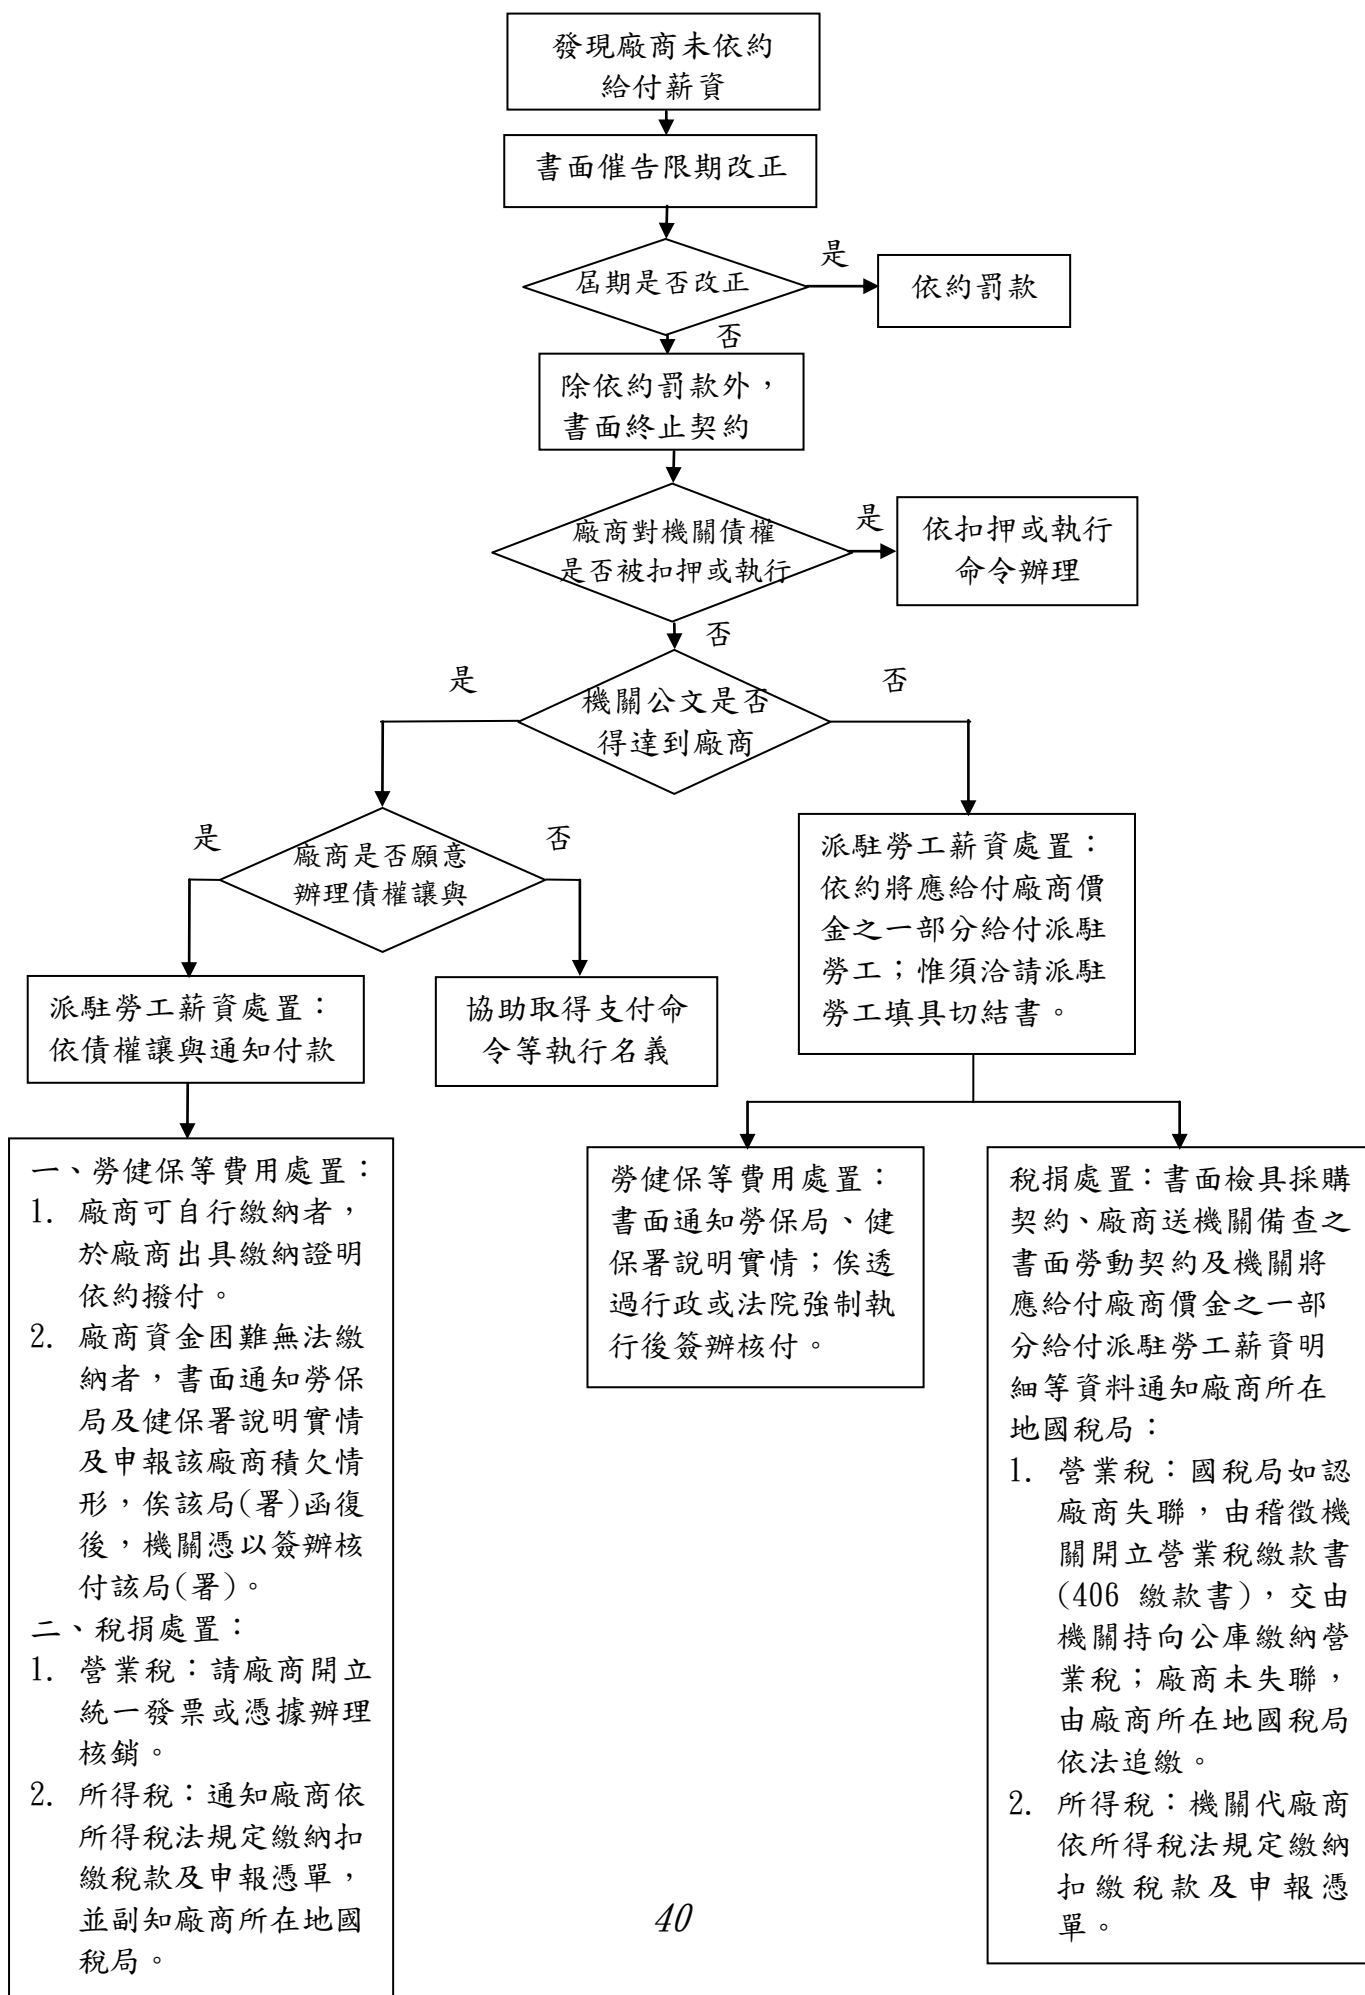 發現廠商未依約
給付薪資
書面催告限期改正
屆期是否改正
是
依約罰款
否
除依約罰款外，
書面終止契約
廠商對機關債權
是否被扣押或執行
是
依扣押或執行
命令辦理
否
機關公文是否
得達到廠商
是
否
廠商是否願意
辦理債權讓與
是
否
派駐勞工薪資處置：
依約將應給付廠商價
金之一部分給付派駐
勞工；惟須洽請派駐
勞工填具切結書。
派駐勞工薪資處置：
依債權讓與通知付款
協助取得支付命
令等執行名義
一、勞健保等費用處置：
1. 廠商可自行繳納者，
於廠商出具繳納證明
依約撥付。
2. 廠商資金困難無法繳
納者，書面通知勞保
局及健保署說明實情
及申報該廠商積欠情
形，俟該局(署)函復
後，機關憑以簽辦核
付該局(署)。
二、稅捐處置：
1. 營業稅：請廠商開立
統一發票或憑據辦理
核銷。
2. 所得稅：通知廠商依
所得稅法規定繳納扣
繳稅款及申報憑單，
並副知廠商所在地國
稅局。
勞健保等費用處置：
書面通知勞保局、健
保署說明實情；俟透
過行政或法院強制執
行後簽辦核付。
稅捐處置：書面檢具採購
契約、廠商送機關備查之
書面勞動契約及機關將
應給付廠商價金之一部
分給付派駐勞工薪資明
細等資料通知廠商所在
地國稅局：
1. 營業稅：國稅局如認
廠商失聯，由稽徵機
關開立營業稅繳款書
(406 繳款書)，交由
機關持向公庫繳納營
業稅；廠商未失聯，
由廠商所在地國稅局
依法追繳。
2. 所得稅：機關代廠商
依所得稅法規定繳納
扣繳稅款及申報憑
單。
40